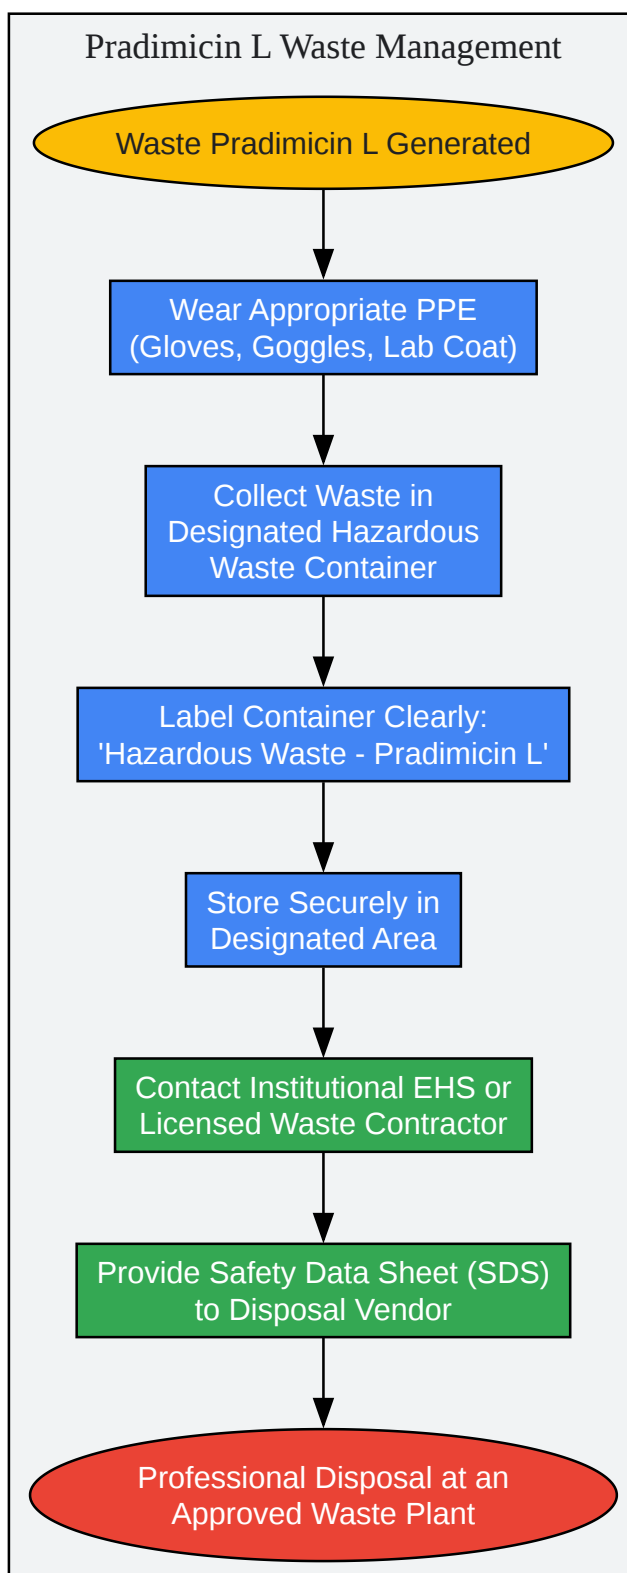 Pradimicin L Waste Management
Waste Pradimicin L Generated
Wear Appropriate PPE
(Gloves, Goggles, Lab Coat)
Collect Waste in
Designated Hazardous
Waste Container
Label Container Clearly:
'Hazardous Waste - Pradimicin L'
Store Securely in
Designated Area
Contact Institutional EHS or
Licensed Waste Contractor
Provide Safety Data Sheet (SDS)
to Disposal Vendor
Professional Disposal at an
Approved Waste Plant